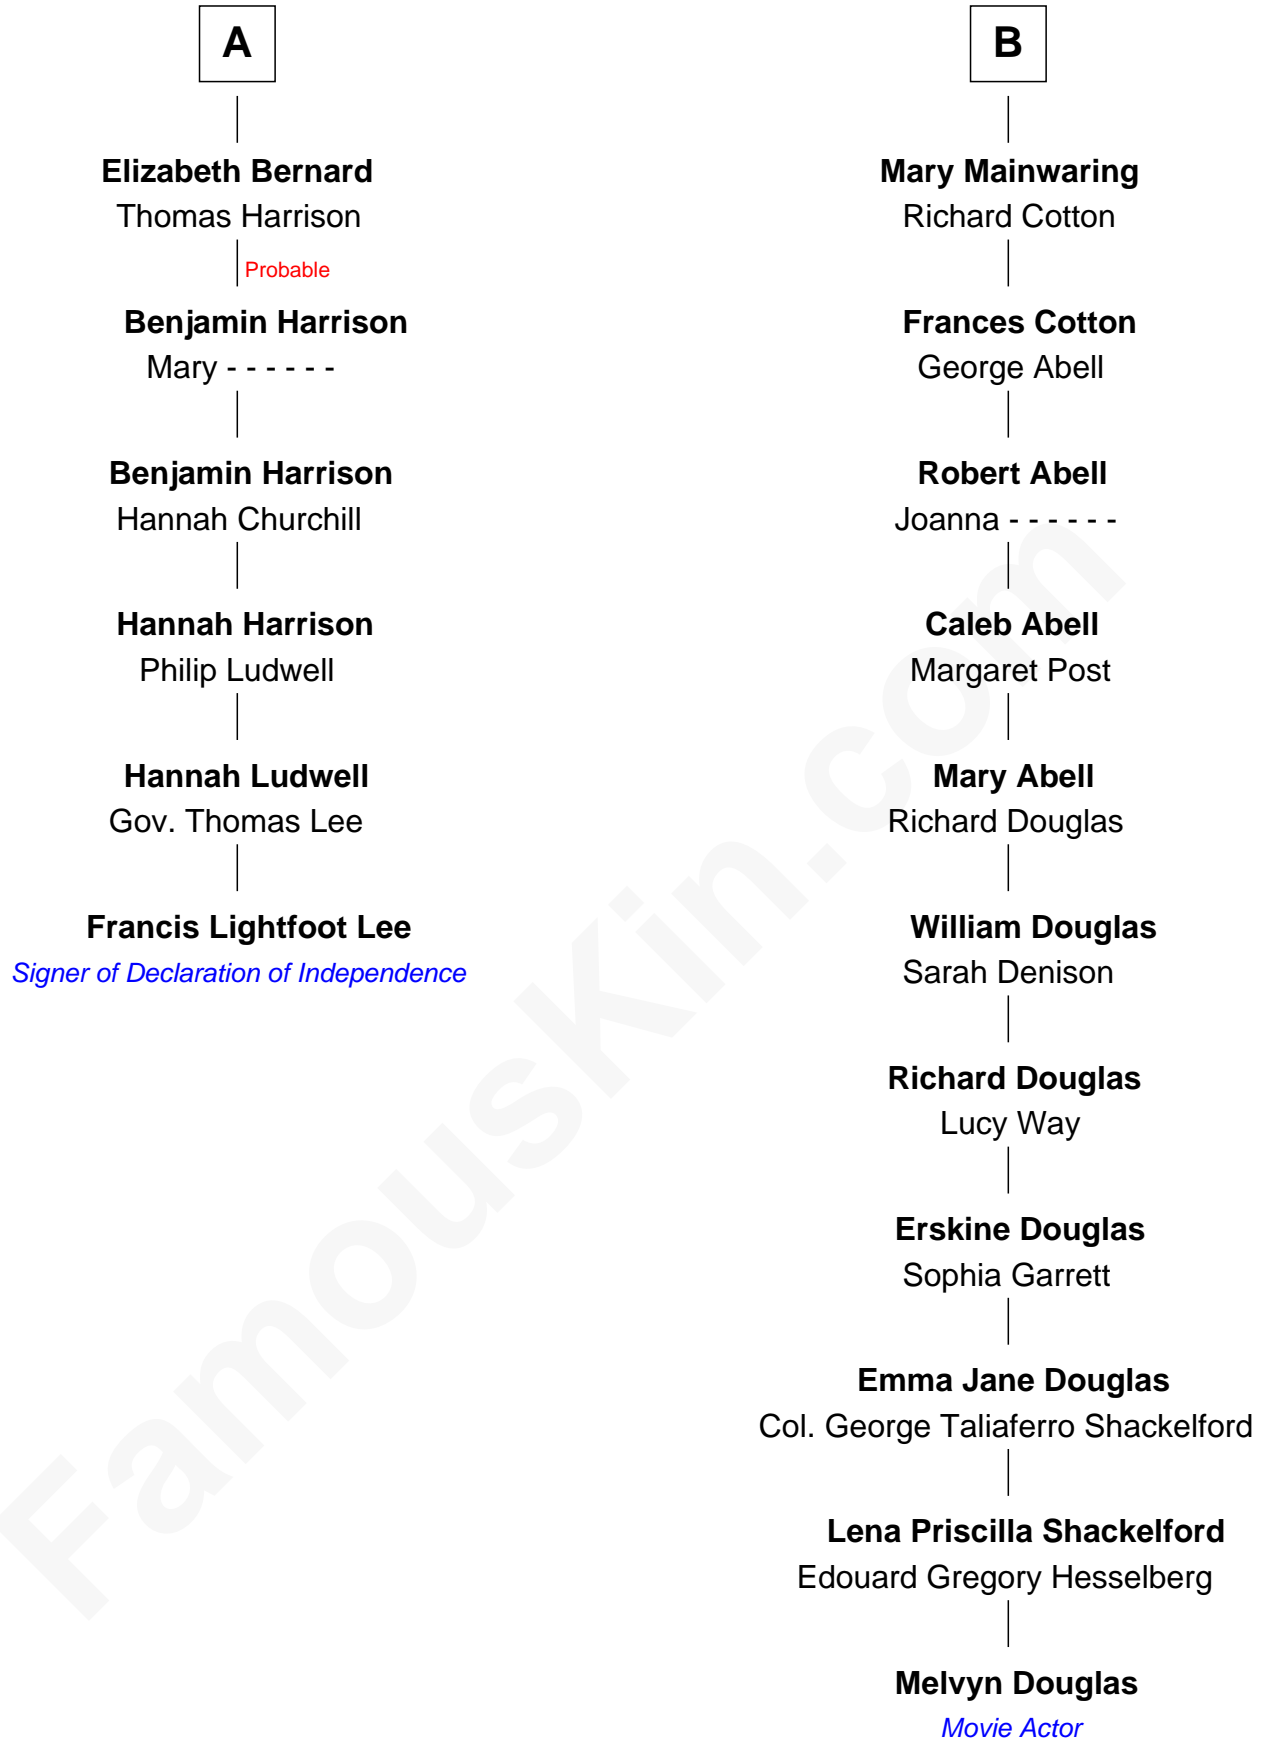 A
Elizabeth Bernard
Thomas Harrison
Probable
Benjamin Harrison
Mary - - - - - -
Benjamin Harrison
Hannah Churchill
Hannah Harrison
Philip Ludwell
Hannah Ludwell
Gov. Thomas Lee
Francis Lightfoot Lee
Signer of Declaration of Independence
B
Mary Mainwaring
Richard Cotton
Frances Cotton
George Abell
Robert Abell
Joanna - - - - - -
Caleb Abell
Margaret Post
Mary Abell
Richard Douglas
William Douglas
Sarah Denison
Richard Douglas
Lucy Way
Erskine Douglas
Sophia Garrett
Emma Jane Douglas
Col. George Taliaferro Shackelford
Lena Priscilla Shackelford
Edouard Gregory Hesselberg
Melvyn Douglas
Movie Actor
FamousKin.com